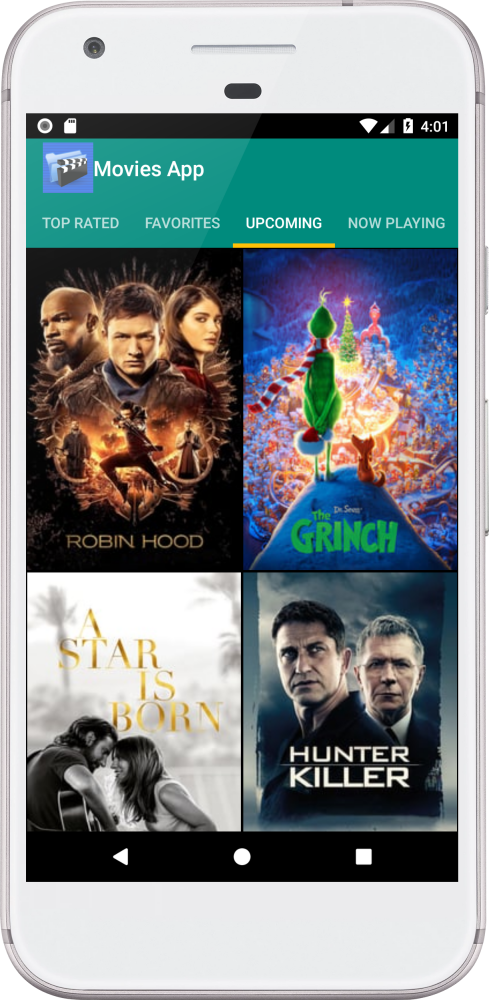 4:01
Movies App
TOP RATED FAVORITES UPCOMING NOW PLAYING
ROBIN HOOD
Dr. Seuss'
The
GRINCH
A
STAR
IS
BORN
HUNTER
KILLER